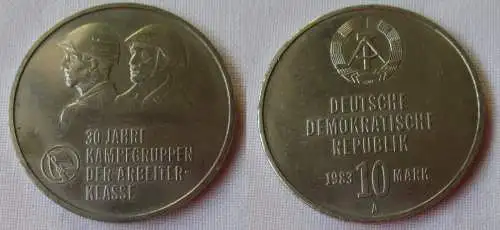 30 JAHRE
KAMPFGRUPPEN
DER ARBEITER-
KLASSE
DEUTSCHE
DEMOKRATISCHE
REPUBLIK
1983 10 MARK
A